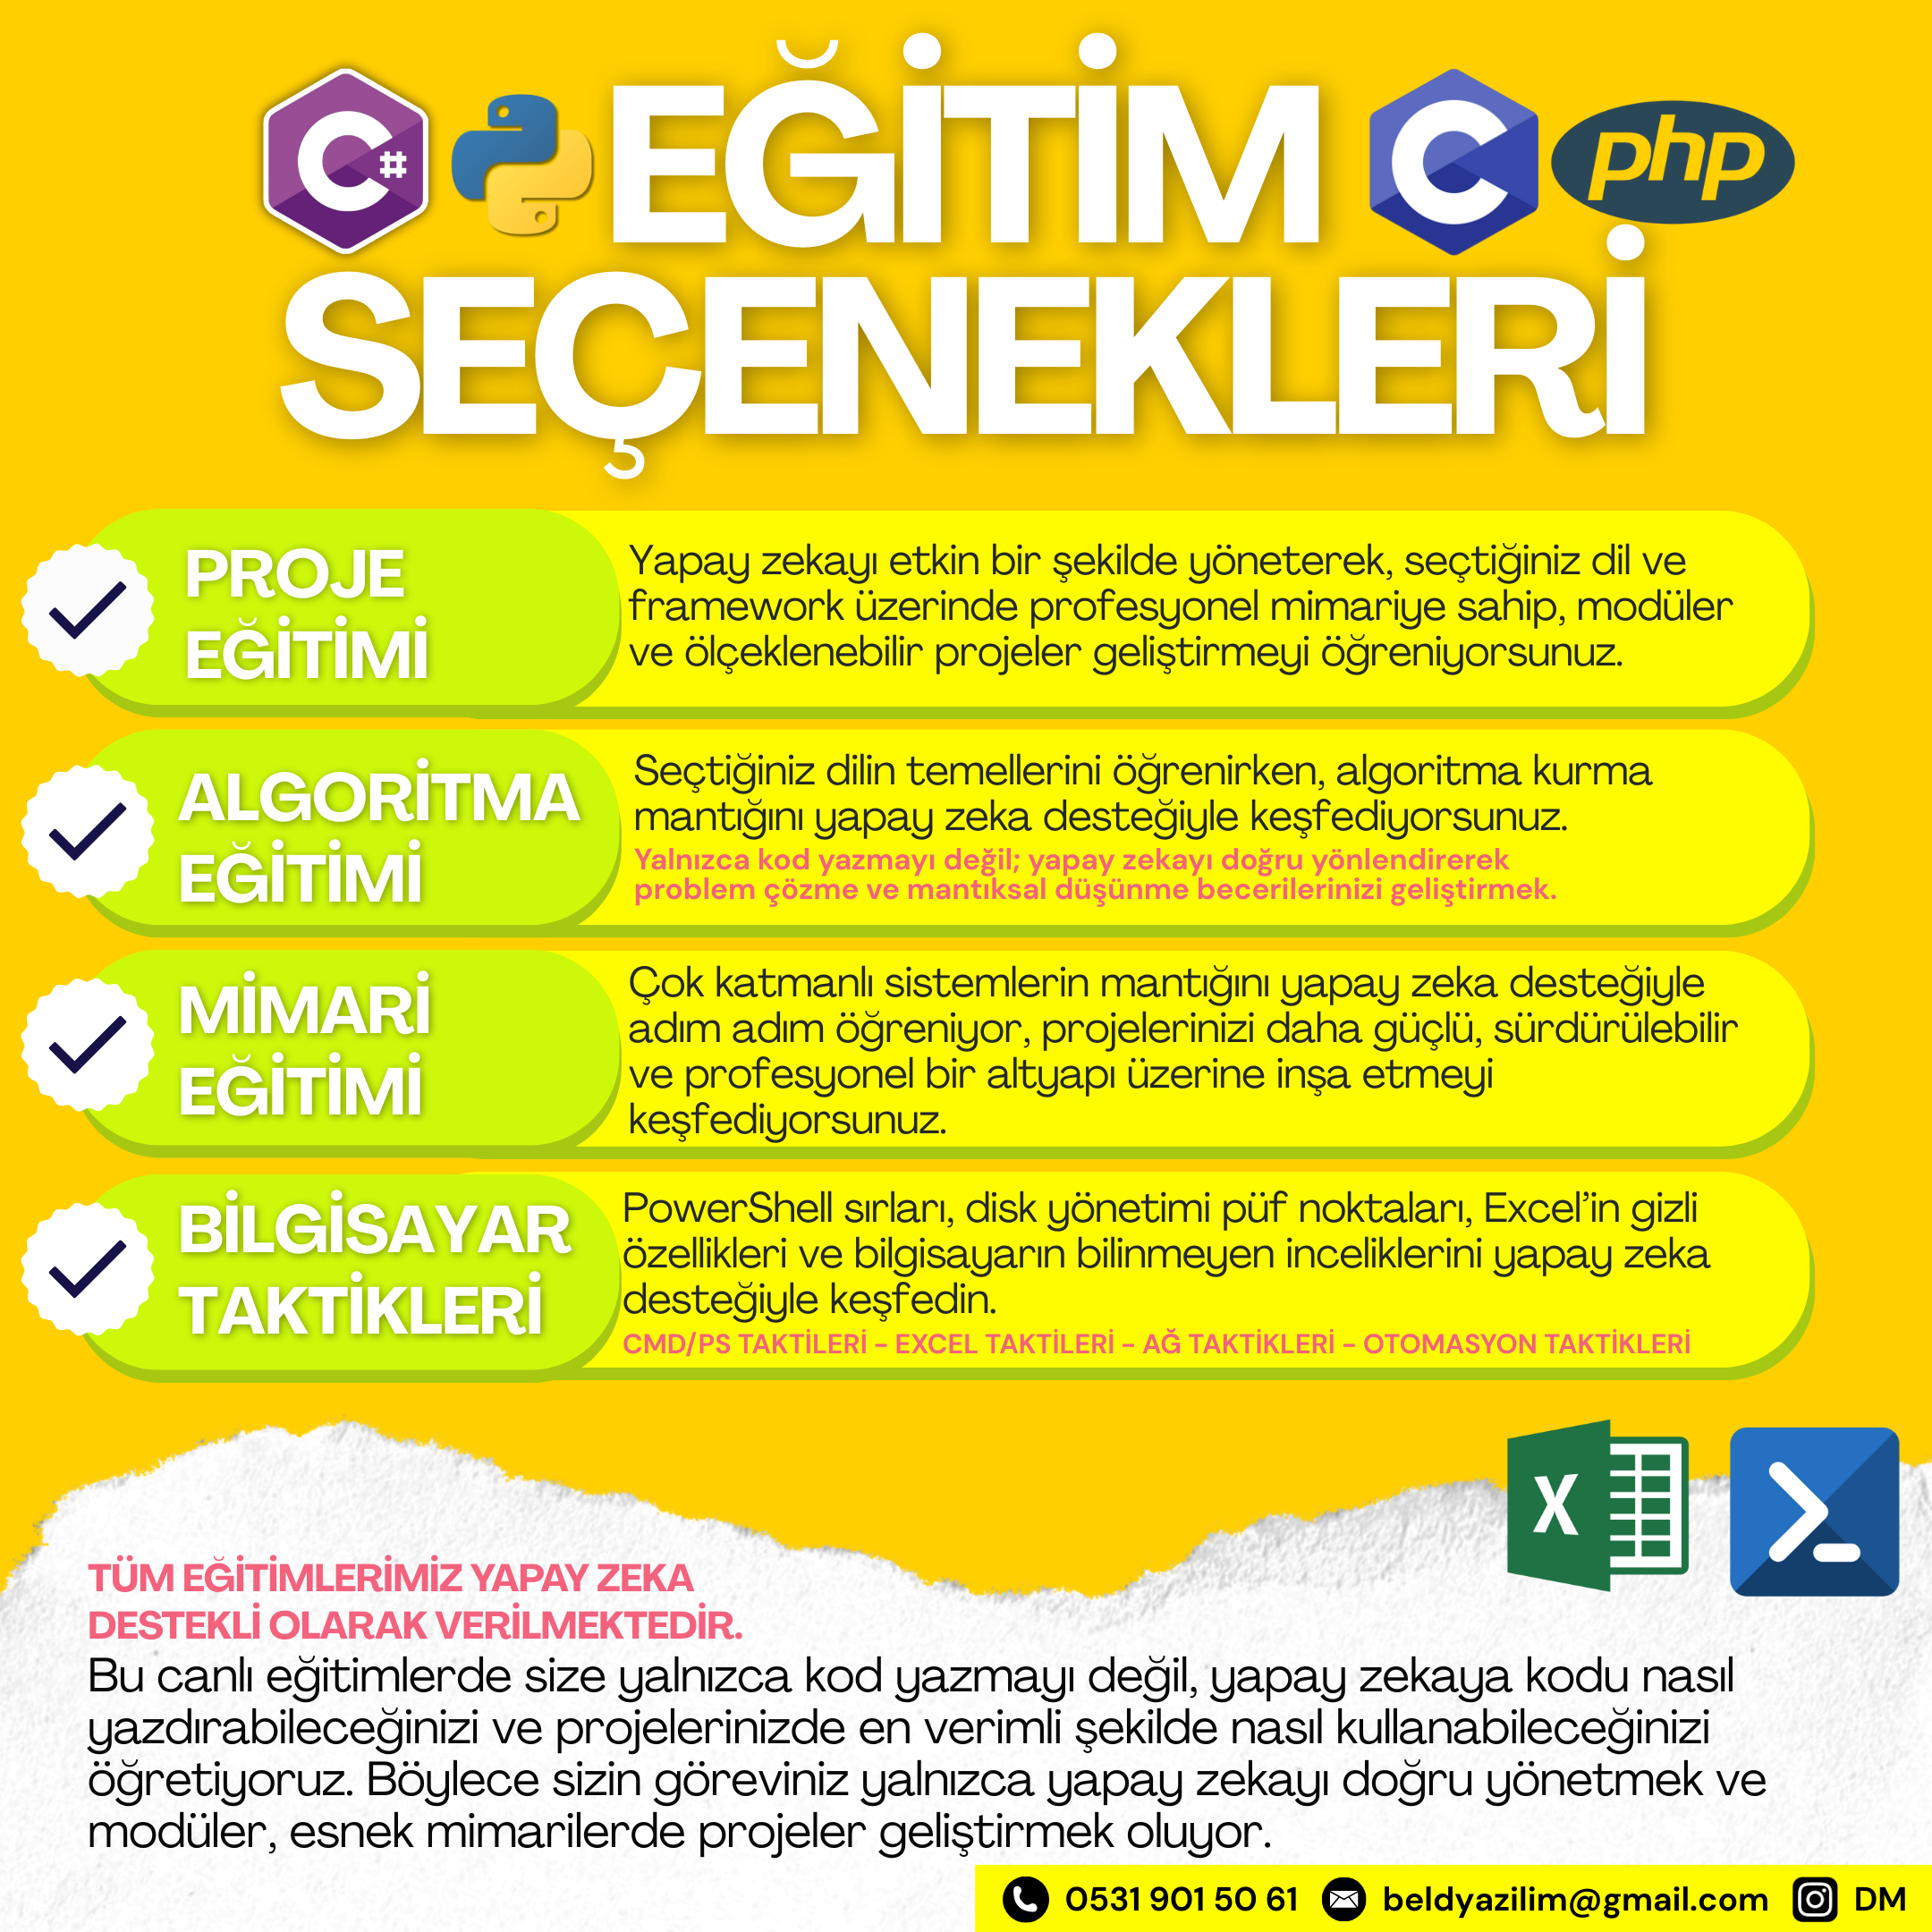 C# EĞİTİM C php
SEÇENEKLERİ
PROJE
EĞİTİMİ
Yapay zekayı etkin bir şekilde yöneterek, seçtiğiniz dil ve
framework üzerinde profesyonel mimariye sahip, modüler
ve ölçeklenebilir projeler geliştirmeyi öğreniyorsunuz.
ALGORİTMA
EĞİTİMİ
Seçtiğiniz dilin temellerini öğrenirken, algoritma kurma
mantığını yapay zeka desteğiyle keşfediyorsunuz.
Yalnızca kod yazmayı değil; yapay zekayı doğru yönlendirerek
problem çözme ve mantıksal düşünme becerilerinizi geliştirmek.
MİMARİ
EĞİTİMİ
Çok katmanlı sistemlerin mantığını yapay zeka desteğiyle
adım adım öğreniyor, projelerinizi daha güçlü, sürdürülebilir
ve profesyonel bir altyapı üzerine inşa etmeyi
keşfediyorsunuz.
BİLGİSAYAR
TAKTİKLERİ
PowerShell sırları, disk yönetimi püf noktaları, Excel’in gizli
özellikleri ve bilgisayarın bilinmeyen inceliklerini yapay zeka
desteğiyle keşfedin.
CMD/PS TAKTİLERİ - EXCEL TAKTİLERİ - AĞ TAKTİKLERİ - OTOMASYON TAKTİKLERİ
X
TÜM EĞİTİMLERİMİZ YAPAY ZEKA
DESTEKLİ OLARAK VERİLMEKTEDİR.
Bu canlı eğitimlerde size yalnızca kod yazmayı değil, yapay zekaya kodu nasıl
yazdırabileceğinizi ve projelerinizde en verimli şekilde nasıl kullanabileceğinizi
öğretiyoruz. Böylece sizin göreviniz yalnızca yapay zekayı doğru yönetmek ve
modüler, esnek mimarilerde projeler geliştirmek oluyor.
0531 901 50 61 beldyazilim@gmail.com DM